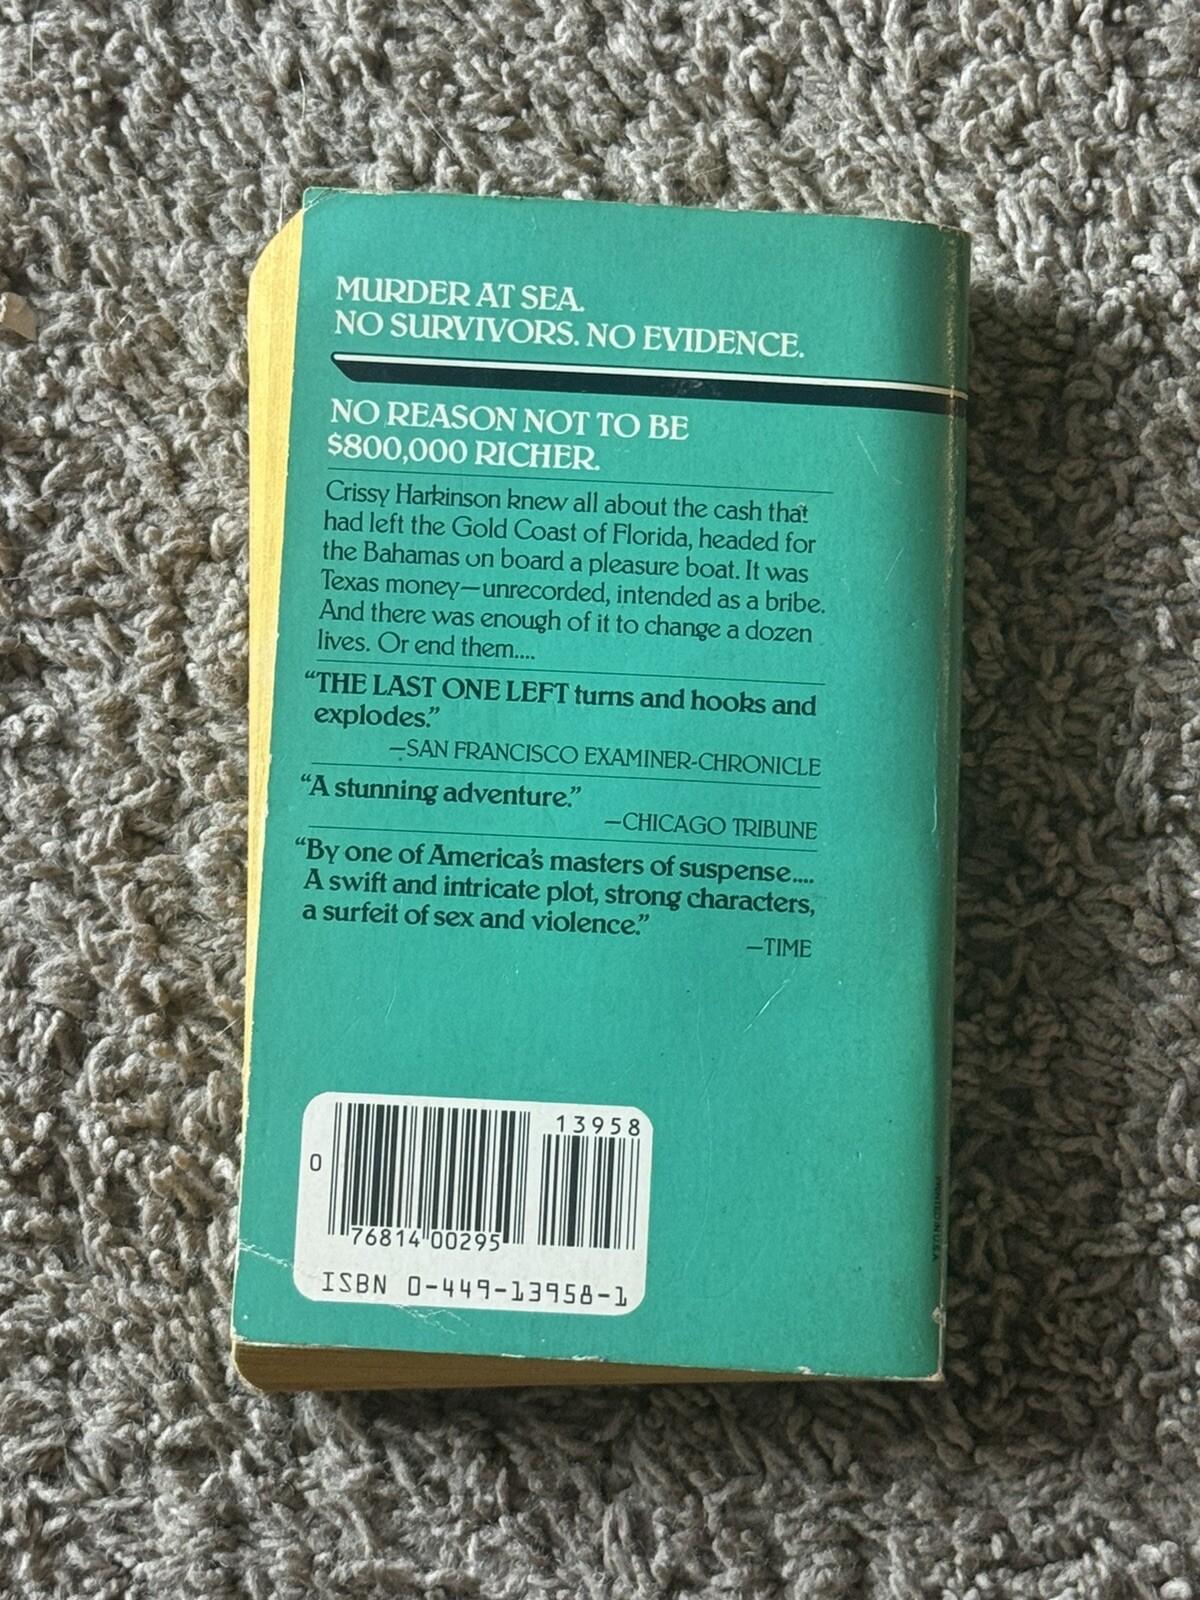 MURDER AT SEA.
NO SURVIVORS. NO EVIDENCE.
NO REASON NOT TO BE
$800,000 RICHER.
Crissy Harkinson knew all about the cash that
had left the Gold Coast of Florida, headed for
the Bahamas on board a pleasure boat. It was
Texas money—unrecorded, intended as a bribe.
And there was enough of it to change a dozen
lives. Or end them....
“THE LAST ONE LEFT turns and hooks and
explodes.”
—SAN FRANCISCO EXAMINER-CHRONICLE
“A stunning adventure.”
—CHICAGO TRIBUNE
“By one of America's masters of suspense....
A swift and intricate plot, strong characters,
a surfeit of sex and violence.”
—TIME
13958
0
76814 00295
ISBN 0-449-13958-1
PRINTED IN U.S.A.